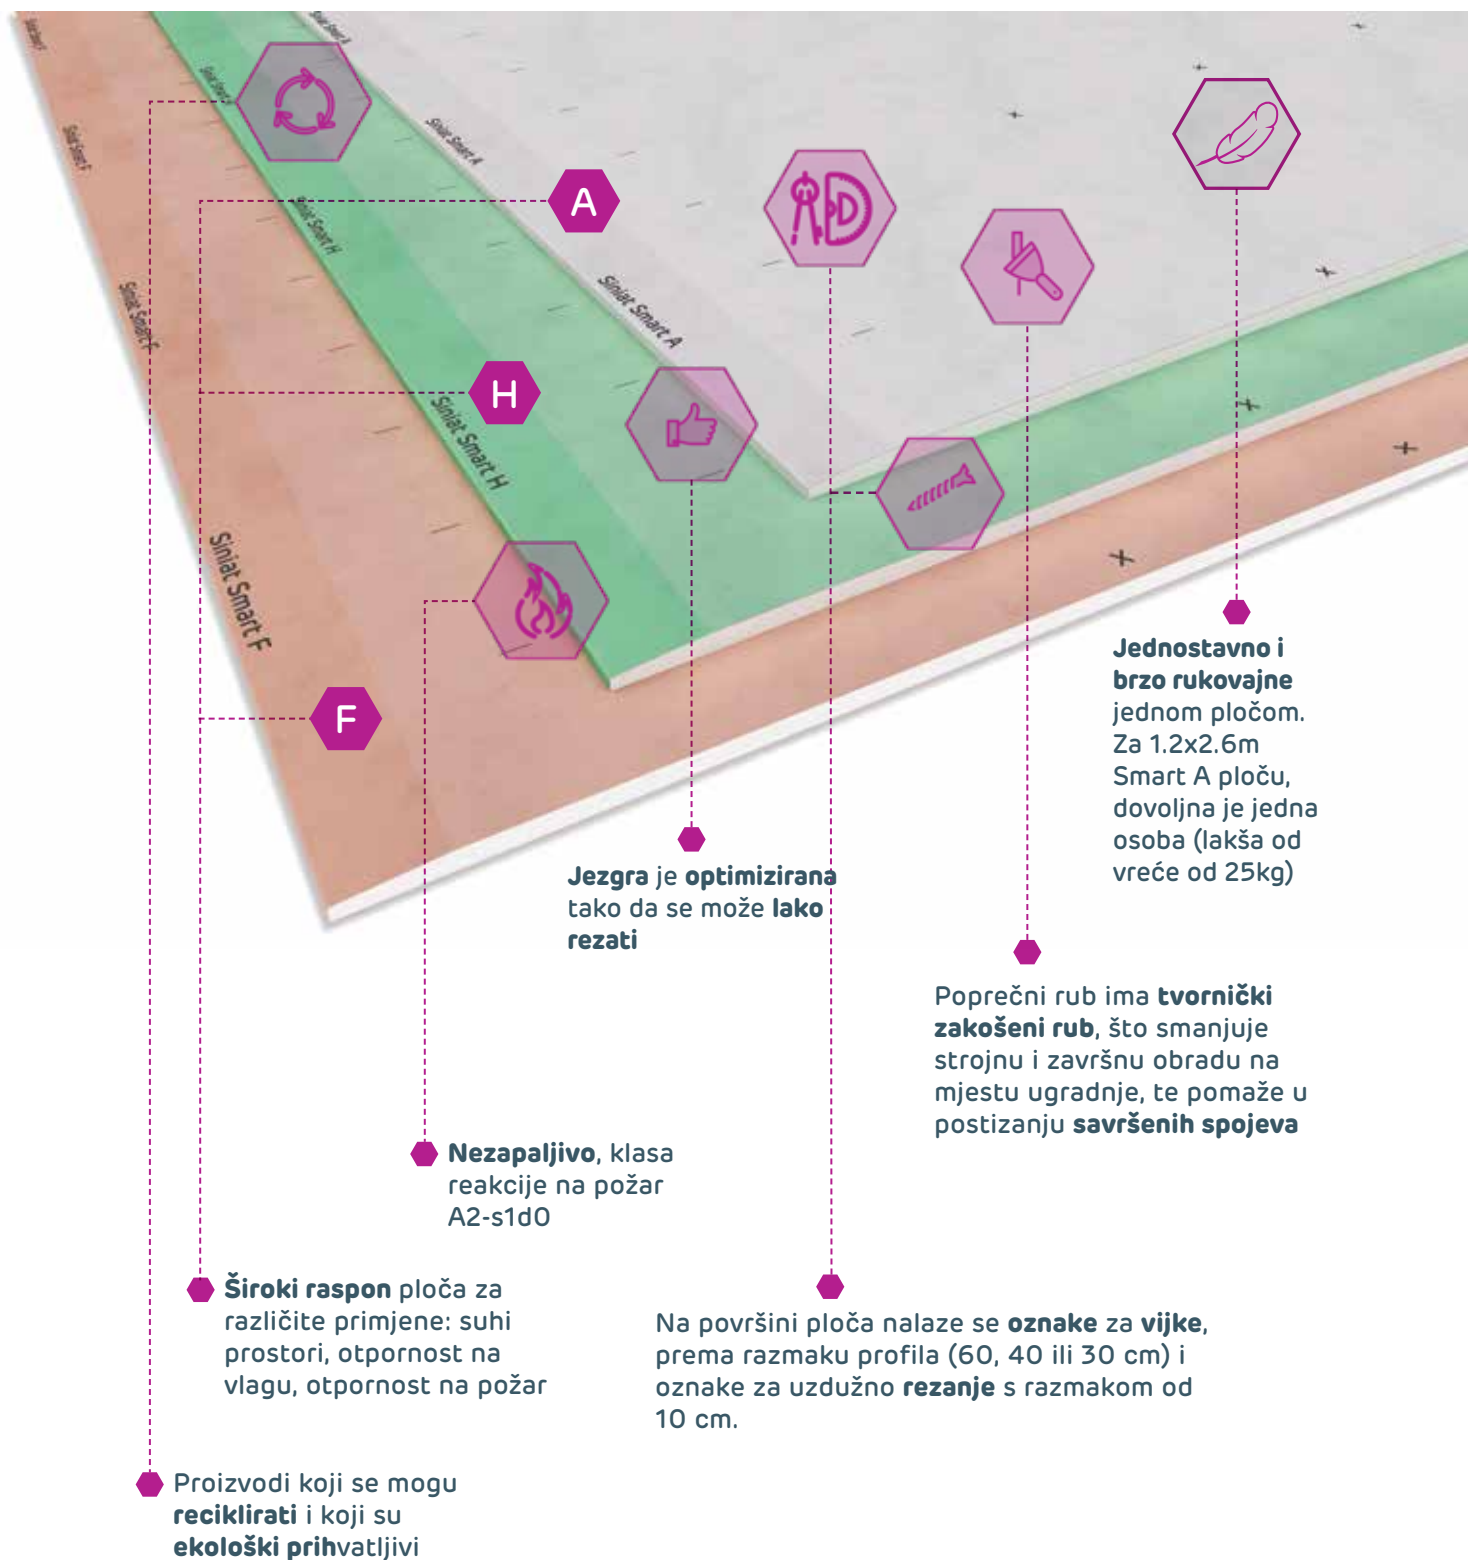 Siniat Smart F
Siniat Smart F
Siniat Smart F
Siniat Smart H
Siniat Smart H
Siniat Smart A
Siniat Smart A
A
H
F
Jednostavno i
brzo rukovajne
jednom pločom.
Za 1.2x2.6m
Smart A ploču,
dovoljna je jedna
osoba (lakša od
vreće od 25kg)
Jezgra je optimizirana
tako da se može lako
rezati
Poprečni rub ima tvornički
zakošeni rub, što smanjuje
strojnu i završnu obradu na
mjestu ugradnje, te pomaže u
postizanju savršenih spojeva
Nezapaljivo, klasa
reakcije na požar
A2-s1d0
Široki raspon ploča za
različite primjene: suhi
prostori, otpornost na
vlagu, otpornost na požar
Na površini ploča nalaze se oznake za vijke,
prema razmaku profila (60, 40 ili 30 cm) i
oznake za uzdužno rezanje s razmakom od
10 cm.
Proizvodi koji se mogu
reciklirati i koji su
ekološki prihvatljivi